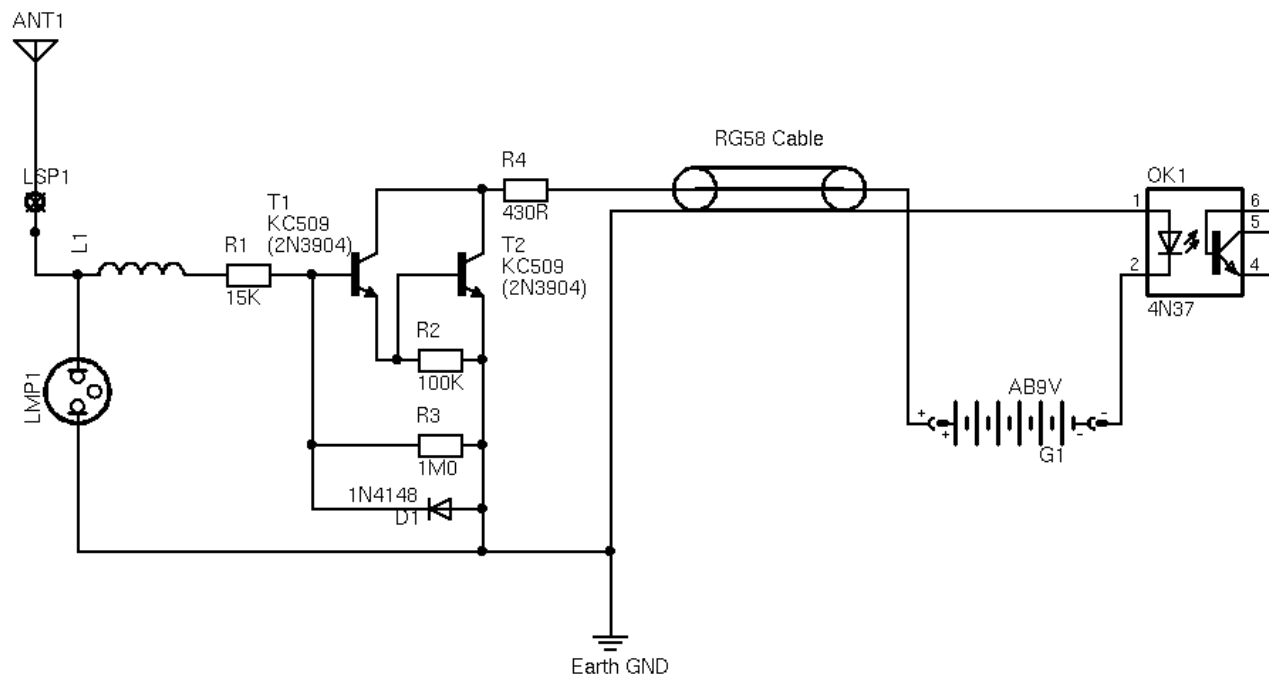 ANT1
RG58 Cable
LSP1
R4
OK1
430R
T1
KC509
(2N3904)
L1
R1
15K
T2
KC509
(2N3904)
1
2
6
5
4
4N37
R2
100K
LMP1
AB9V
+
+
-
-
G1
R3
1M0
1N4148
D1
Earth GND